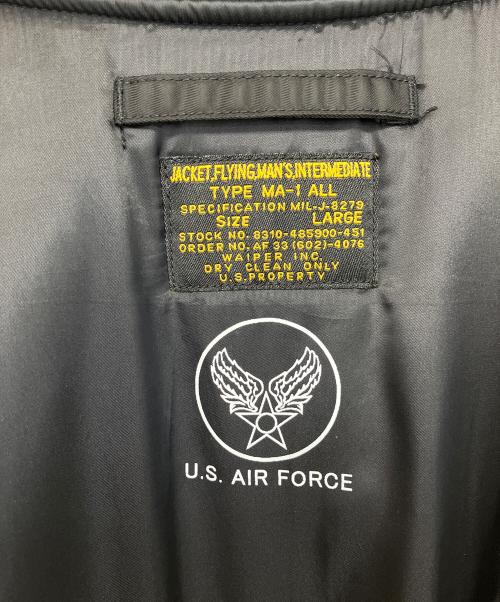 JACKET,FLYING,MAN'S,INTERMEDIATE
TYPE MA-1 ALL
SPECIFICATION MIL-J-8279
SIZE LARGE
STOCK NO. 8310-485900-451
ORDER NO. AF 33 (602)-4076
WAIPER INC.
DRY CLEAN ONLY
U.S.PROPERTY
U.S. AIR FORCE